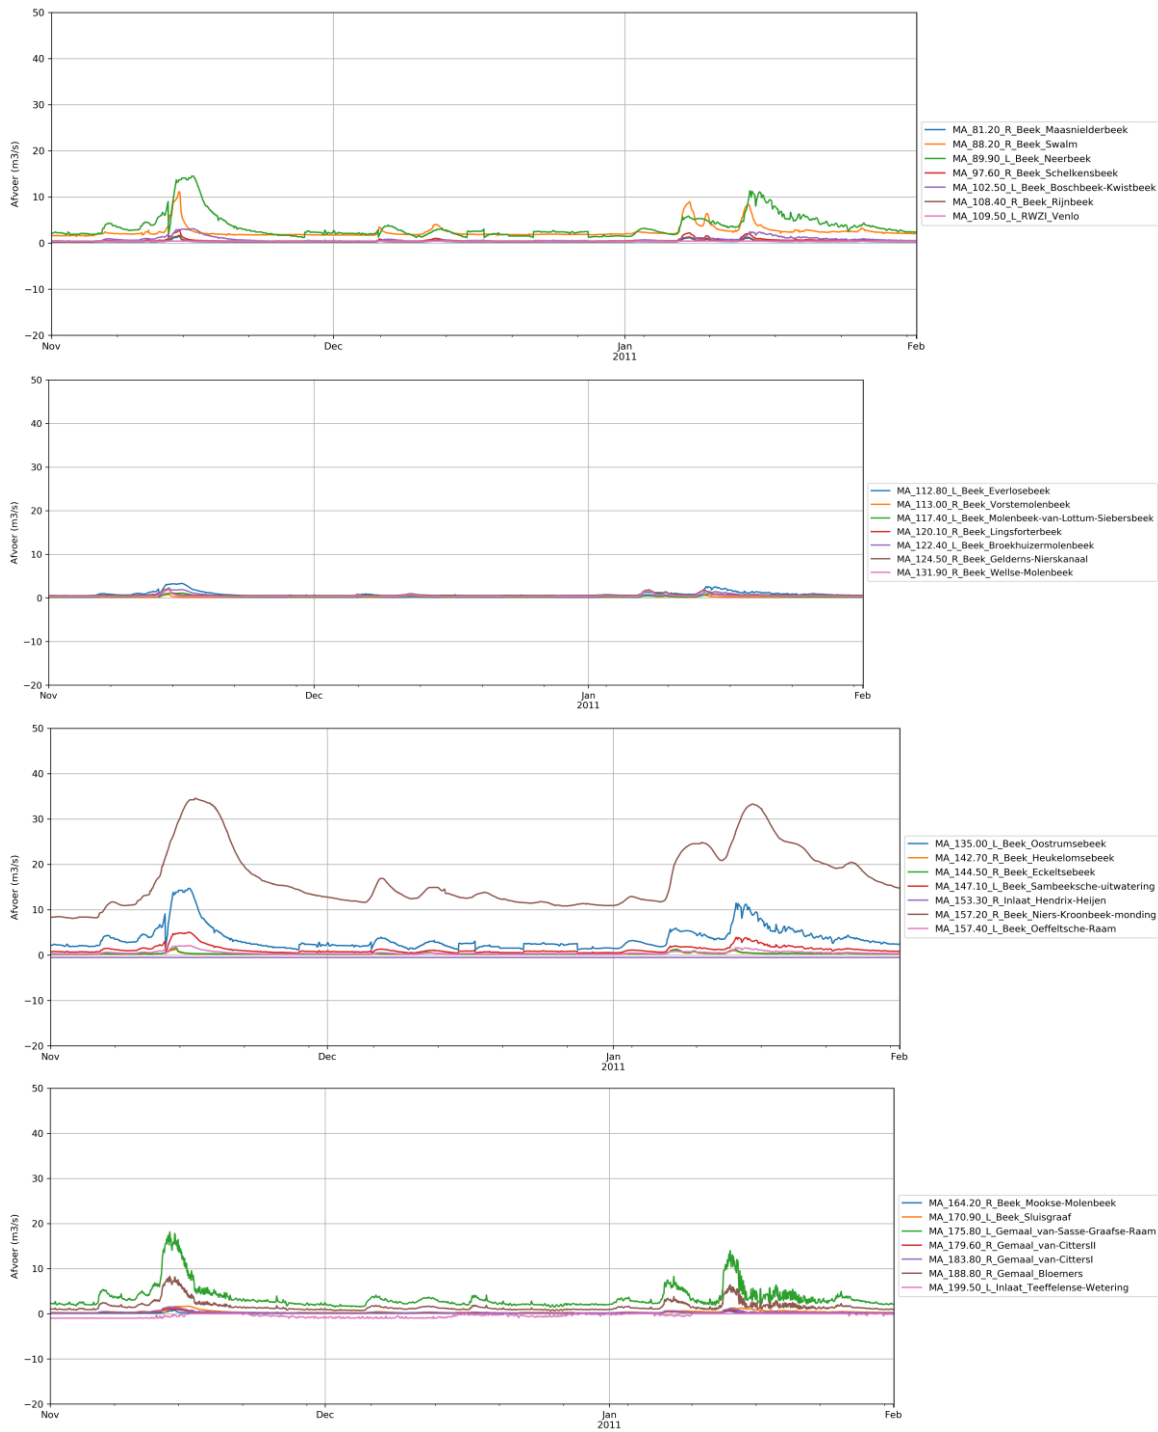 50
40
30
20
10
0
−10
−20
Afvoer (m3/s)
Nov
Dec
Jan
2011
Feb
MA_81.20_R_Beek_Maasnielderbeek
MA_88.20_R_Beek_Swalm
MA_89.90_L_Beek_Neerbeek
MA_97.60_R_Beek_Schelkensbeek
MA_102.50_L_Beek_Boschbeek-Kwistbeek
MA_108.40_R_Beek_Rijnbeek
MA_109.50_L_RWZI_Venlo
50
40
30
20
10
0
−10
−20
Afvoer (m3/s)
Nov
Dec
Jan
2011
Feb
MA_112.80_L_Beek_Everlosebeek
MA_113.00_R_Beek_Vorstemolenbeek
MA_117.40_L_Beek_Molenbeek-van-Lottum-Siebersbeek
MA_120.10_R_Beek_Lingsforterbeek
MA_122.40_L_Beek_Broekhuizermolenbeek
MA_124.50_R_Beek_Gelderns-Nierskanaal
MA_131.90_R_Beek_Wellse-Molenbeek
50
40
30
20
10
0
−10
−20
Afvoer (m3/s)
Nov
Dec
Jan
2011
Feb
MA_135.00_L_Beek_Oostrumsebeek
MA_142.70_R_Beek_Heukelomsebeek
MA_144.50_R_Beek_Eckeltsebeek
MA_147.10_L_Beek_Sambeeksche-uitwatering
MA_153.30_R_Inlaat_Hendrix-Heijen
MA_157.20_R_Beek_Niers-Kroonbeek-monding
MA_157.40_L_Beek_Oeffeltsche-Raam
50
40
30
20
10
0
−10
−20
Afvoer (m3/s)
Nov
Dec
Jan
2011
Feb
MA_164.20_R_Beek_Mookse-Molenbeek
MA_170.90_L_Beek_Sluisgraaf
MA_175.80_L_Gemaal_van-Sasse-Graafse-Raam
MA_179.60_R_Gemaal_van-CittersII
MA_183.80_R_Gemaal_van-CittersI
MA_188.80_R_Gemaal_Bloemers
MA_199.50_L_Inlaat_Teeffelense-Wetering